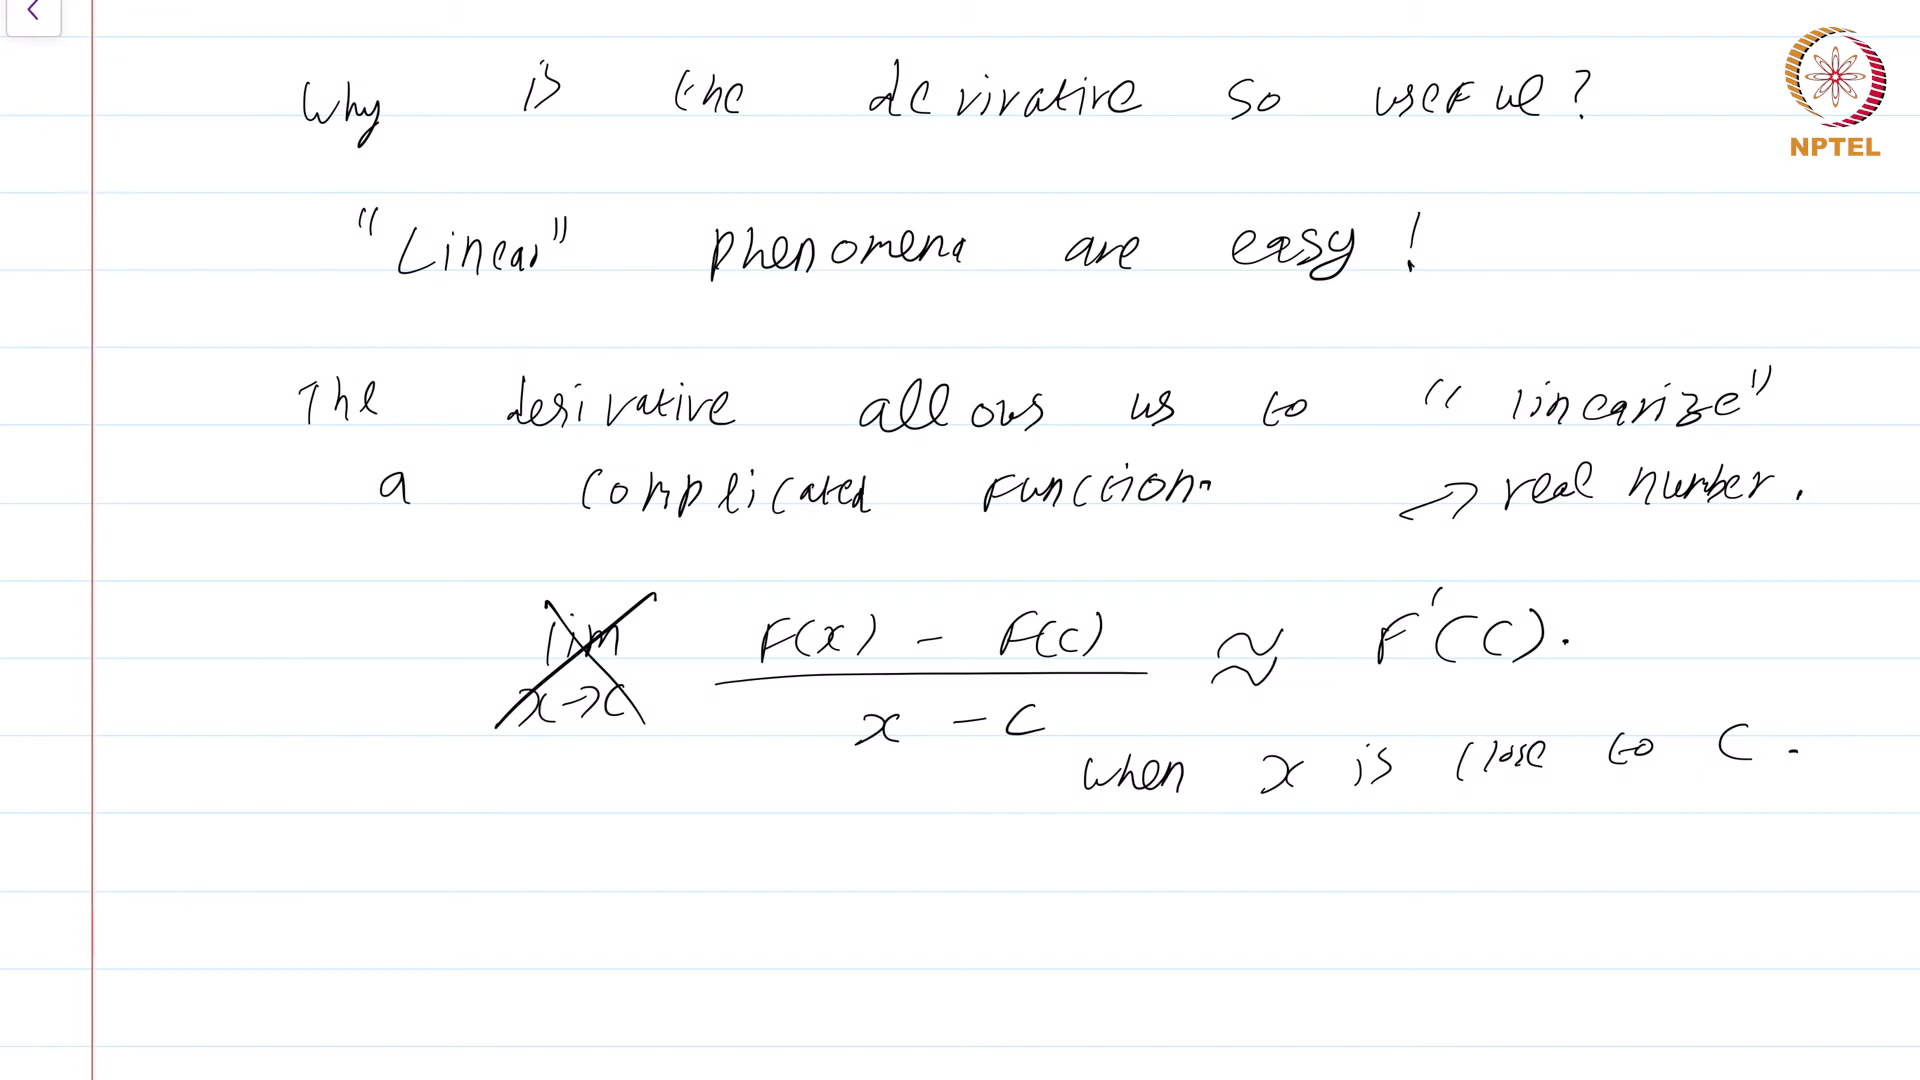 Why is the derivative so useful?
NPTEL
"Linear" phenomena are easy!
The derivative allows us to "linearize"
a complicated function. ↔ real number.
lim x→c F(x) - F(c) / x - c ≈ F'(c).
when x is close to c.